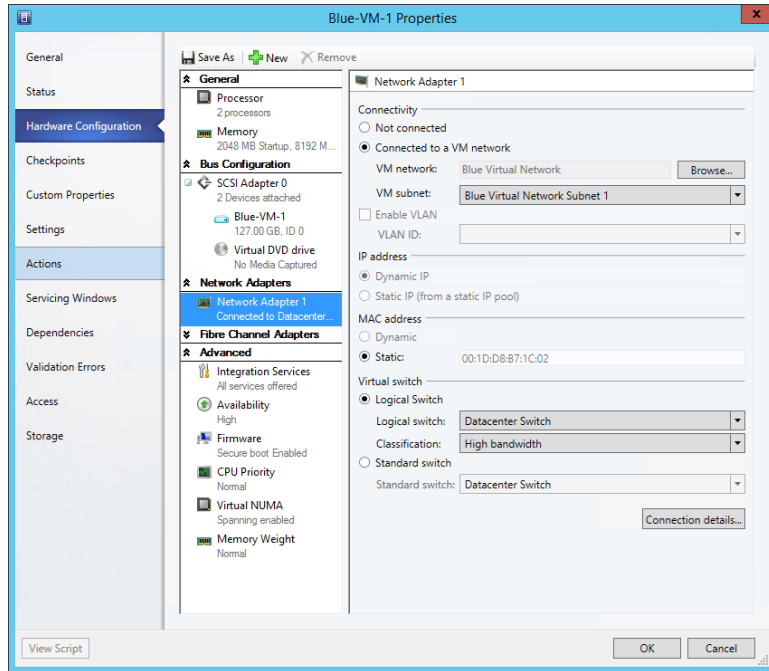 Blue-VM-1 Properties
x
General
Status
Hardware Configuration
Checkpoints
Custom Properties
Settings
Actions
Servicing Windows
Dependencies
Validation Errors
Access
Storage
Save As
New
Remove
General
Processor
2 processors
Memory
2048 MB Startup, 8192 M...
Bus Configuration
SCSI Adapter 0
2 Devices attached
Blue-VM-1
127.00 GB, ID 0
Virtual DVD drive
No Media Captured
Network Adapters
Network Adapter 1
Connected to Datacenter...
Fibre Channel Adapters
Advanced
Integration Services
All services offered
Availability
High
Firmware
Secure boot Enabled
CPU Priority
Normal
Virtual NUMA
Spanning enabled
Memory Weight
Normal
Network Adapter 1
Connectivity
Not connected
Connected to a VM network
VM network: Blue Virtual Network Browse...
VM subnet: Blue Virtual Network Subnet 1
Enable VLAN
VLAN ID:
IP address
Dynamic IP
Static IP (from a static IP pool)
MAC address
Dynamic
Static: 00:1D:D8:B7:1C:02
Virtual switch
Logical Switch
Logical switch: Datacenter Switch
Classification: High bandwidth
Standard switch
Standard switch: Datacenter Switch
Connection details...
View Script
OK
Cancel